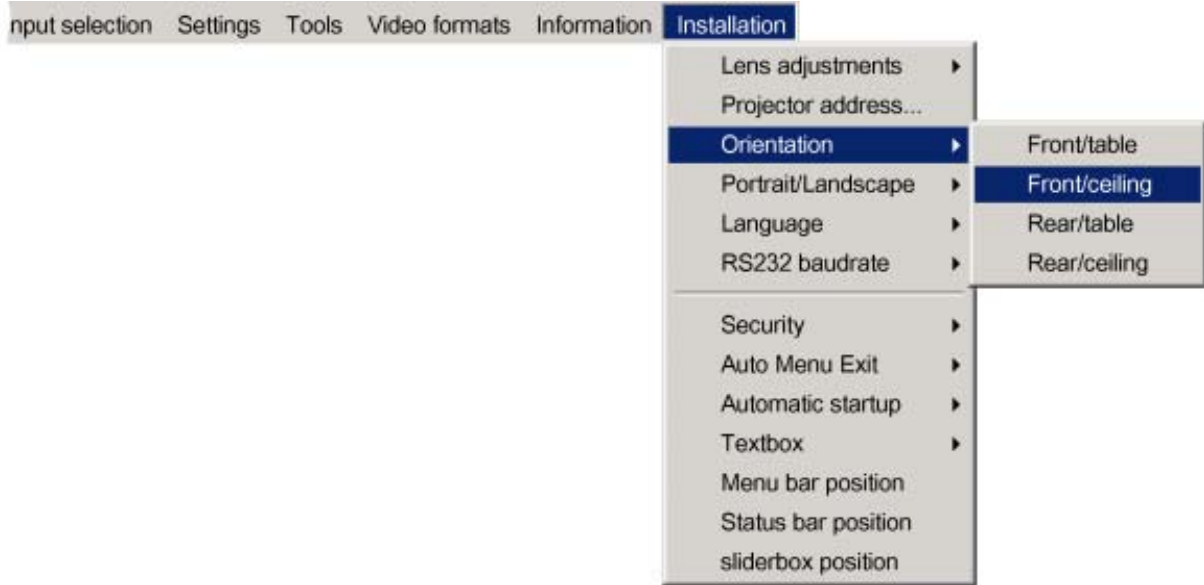 nput selection Settings Tools Video formats Information Installation
Lens adjustments
Projector address...
Orientation
Front/table
Portrait/Landscape
Front/ceiling
Language
Rear/table
RS232 baudrate
Rear/ceiling
Security
Auto Menu Exit
Automatic startup
Textbox
Menu bar position
Status bar position
sliderbox position